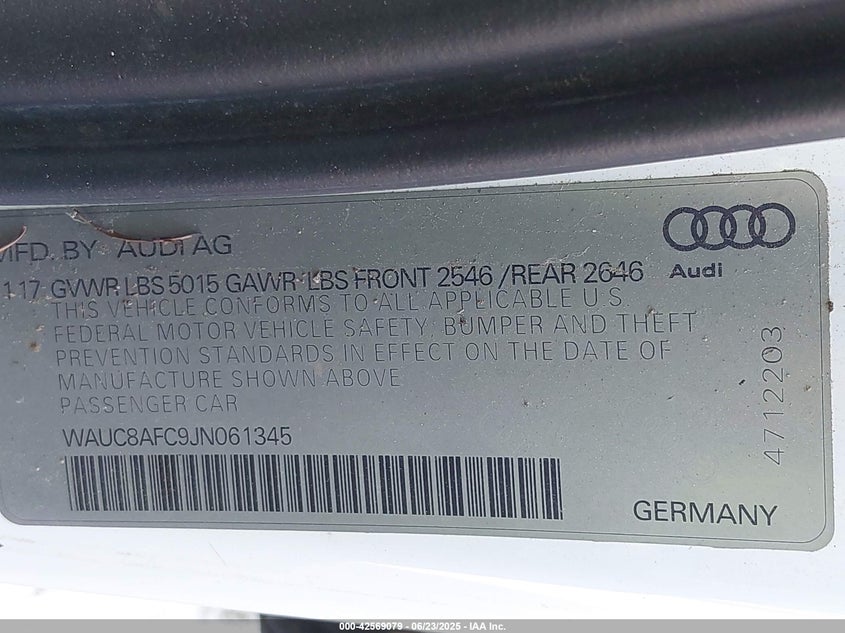 MFD. BY AUDI AG
Audi
117 GVWR LBS 5015 GAWR LBS FRONT 2546 /REAR 2646
THIS VEHICLE CONFORMS TO ALL APPLICABLE U.S.
FEDERAL MOTOR VEHICLE SAFETY, BUMPER AND THEFT
PREVENTION STANDARDS IN EFFECT ON THE DATE OF
MANUFACTURE SHOWN ABOVE
PASSENGER CAR
WAUC8AFC9JN061345
4712203
GERMANY
000-42569079 - 06/23/2025 - IAA Inc.